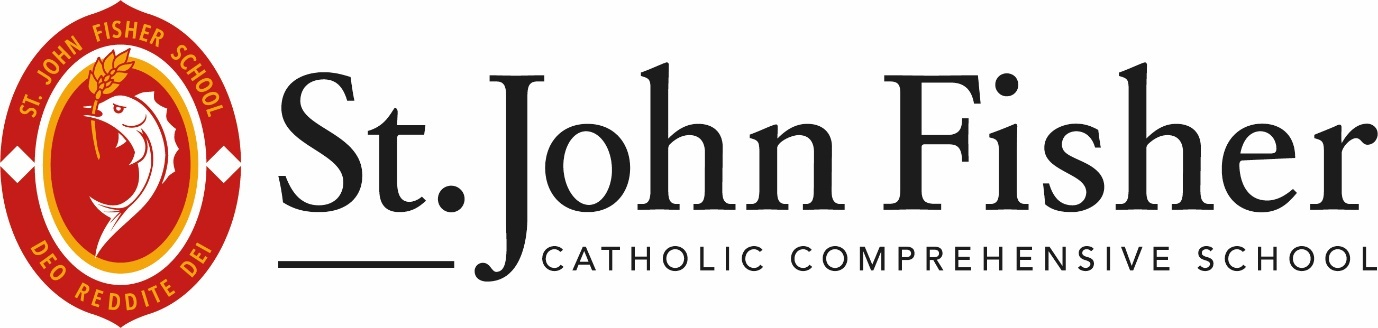 ST. JOHN FISHER SCHOOL
DEO REDDITE DEI
St. John Fisher
CATHOLIC COMPREHENSIVE SCHOOL